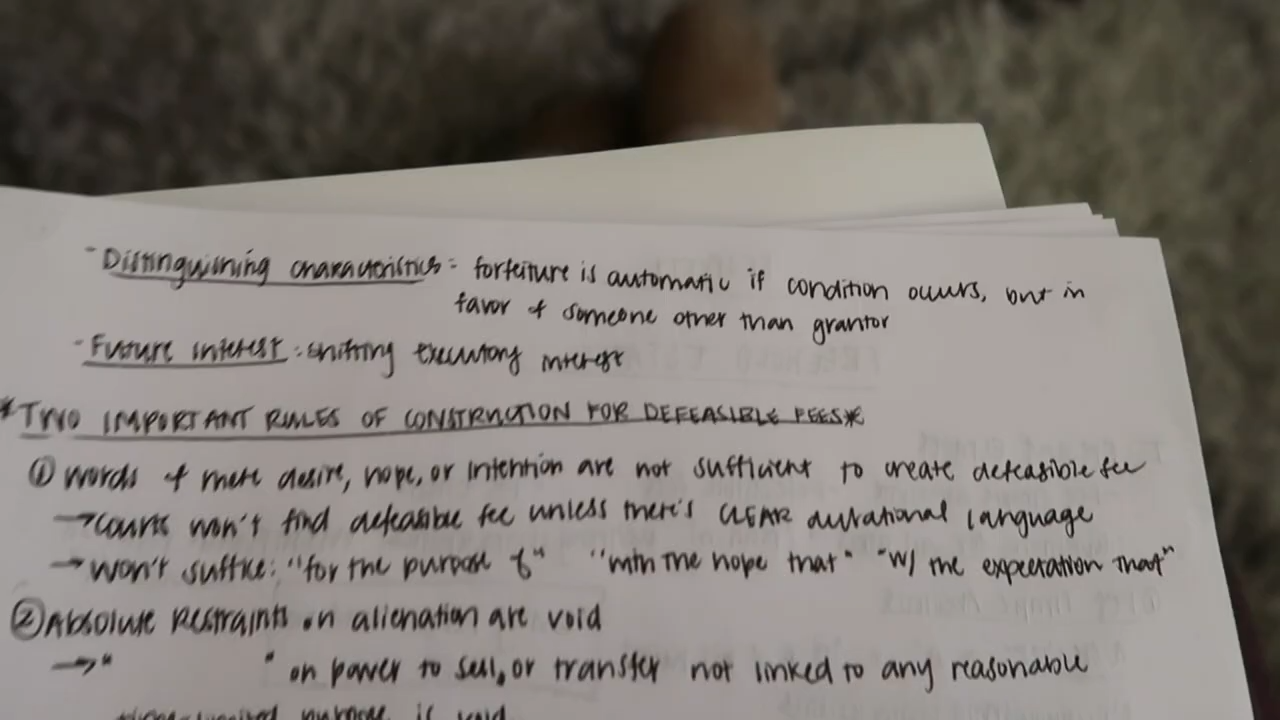 - Distinguishing characteristics: forfeiture is automatic if condition occurs, but in
favor of someone other than grantor
- Future interest: shifting executory interest
*TWO IMPORTANT RULES OF CONSTRUCTION FOR DEFEASIBLE FEES*
① words of mere desire, hope, or intention are not sufficient to create defeasible fee
→ courts won't find defeasible fee unless there's CLEAR durational language
→ won't suffice: "for the purpose of" "with the hope that" "w/ the expectation that"
② Absolute restraints on alienation are void
→ " " on power to sell, or transfer not linked to any reasonable
purpose is void